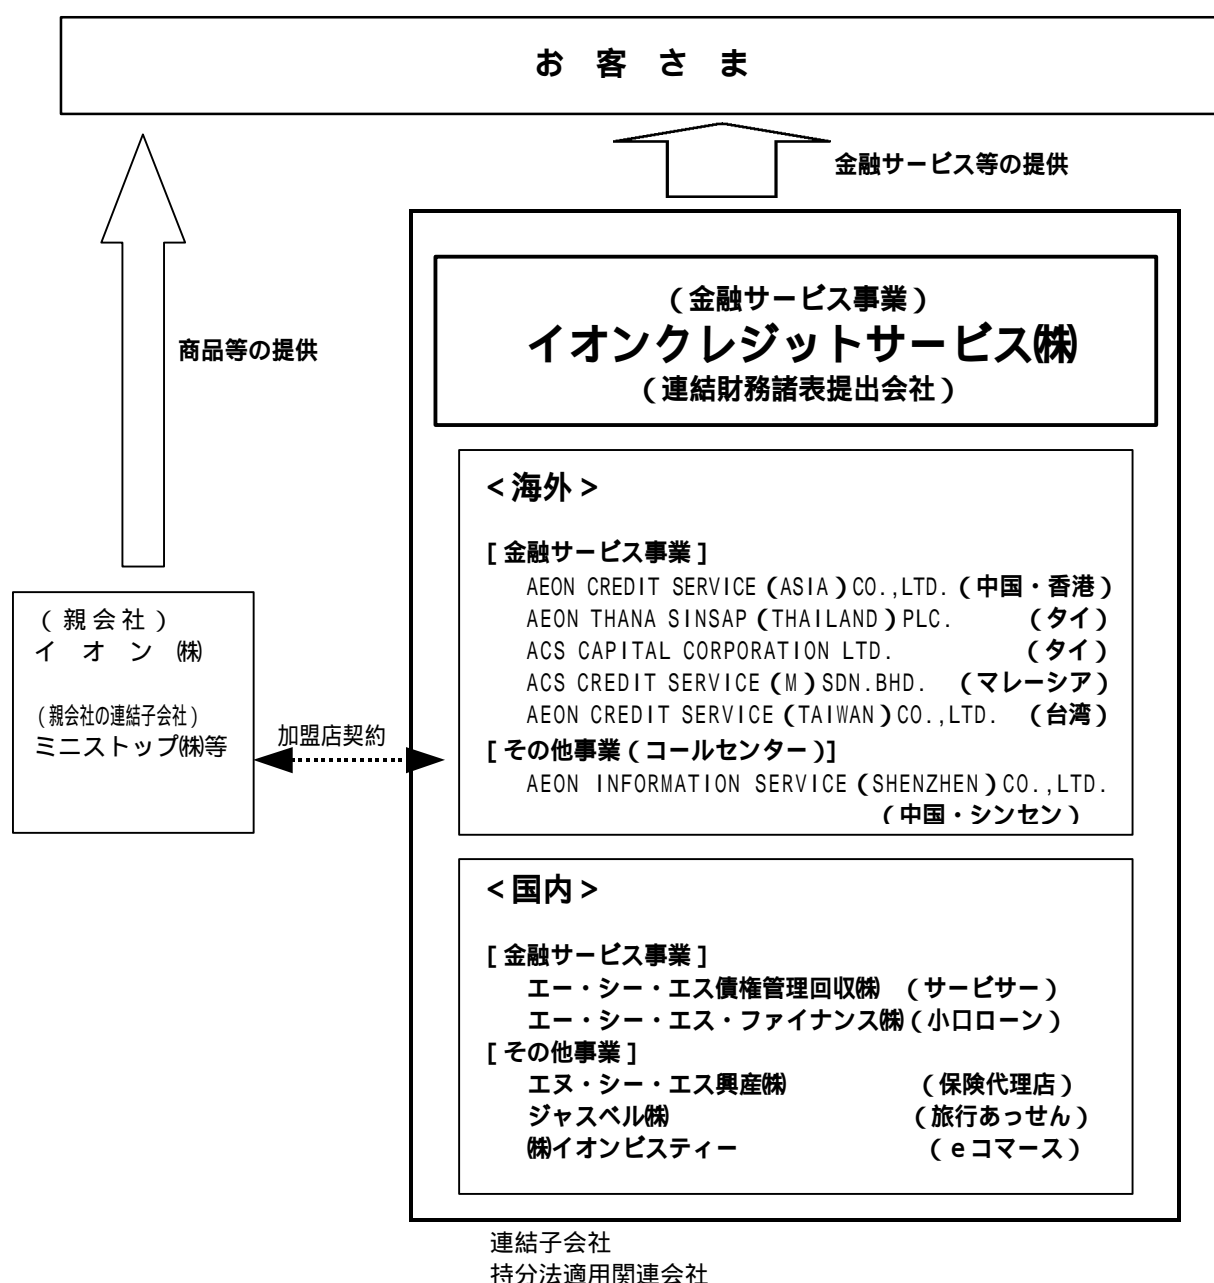 お客さま
金融サービス等の提供
(金融サービス事業)
イオンクレジットサービス㈱
(連結財務諸表提出会社)
商品等の提供
<海外>
[金融サービス事業]
AEON CREDIT SERVICE(ASIA)CO.,LTD.(中国・香港)
AEON THANA SINSAP(THAILAND)PLC. (タイ)
ACS CAPITAL CORPORATION LTD. (タイ)
ACS CREDIT SERVICE(M)SDN.BHD. (マレーシア)
AEON CREDIT SERVICE(TAIWAN)CO.,LTD. (台湾)
[その他事業(コールセンター)]
AEON INFORMATION SERVICE(SHENZHEN)CO.,LTD.
(中国・シンセン)
(親会社)
イオン㈱
(親会社の連結子会社)
ミニストップ㈱等
加盟店契約
<国内>
[金融サービス事業]
エー・シー・エス債権管理回収㈱ (サービサー)
エー・シー・エス・ファイナンス㈱(小口ローン)
[その他事業]
エヌ・シー・エス興産㈱ (保険代理店)
ジャスベル㈱ (旅行あっせん)
㈱イオンビスティー (eコマース)
連結子会社
持分法適用関連会社